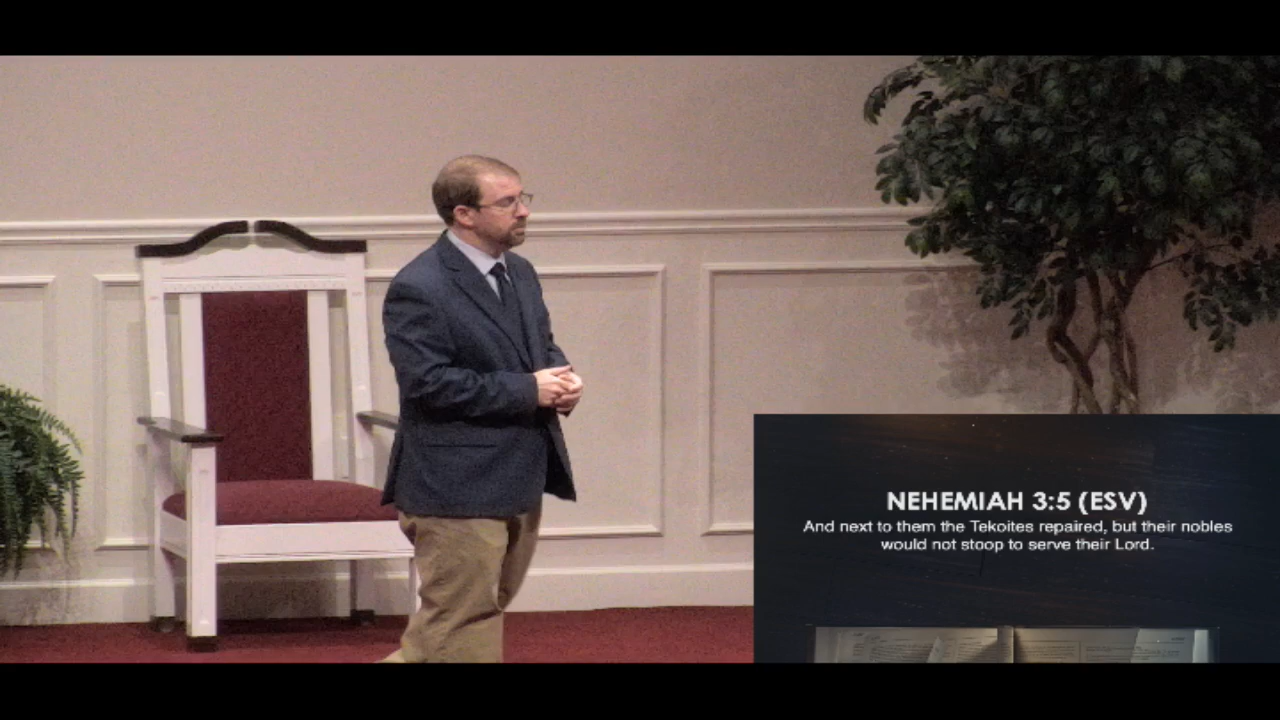 NEHEMIAH 3:5 (ESV)
And next to them the Tekoites repaired, but their nobles
would not stoop to serve their Lord.